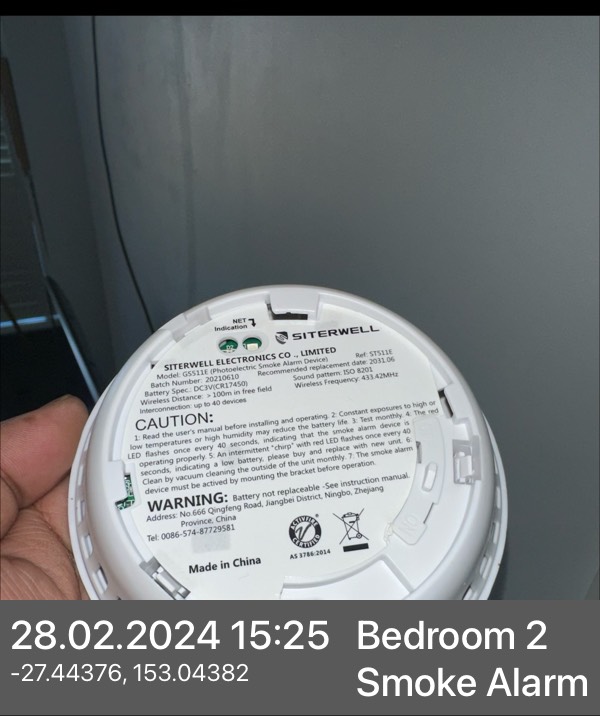 NET
Indication
D2
SITERWELL
SITERWELL ELECTRONICS CO ., LIMITED
Model: GS511E (Photoelectric Smoke Alarm Device)
Ref: ST511E
Batch Number: 20210610
Recommended replacement date: 2031.06
Battery Spec.: DC3V(CR17450)
Sound pattern: ISO 8201
Wireless Distance: >100m in free field
Wireless Frequency: 433.42MHz
Interconnection: up to 40 devices
CAUTION:
1: Read the user's manual before installing and operating. 2: Constant exposures to high or
low temperatures or high humidity may reduce the battery life. 3: Test monthly. 4. The red
LED flashes once every 40 seconds, indicating that the smoke alarm device is
operating properly. 5: An intermittent "chirp" with red LED flashes once every 40
seconds, indicating a low battery, please buy and replace with new unit. 6:
Clean by vacuum cleaning the outside of the unit monthly. 7: The smoke alarm
device must be actived by mounting the bracket before operation.
WARNING: Battery not replaceable -See instruction manual.
Address: No.666 Qingfeng Road, Jiangbei District, Ningbo, Zhejiang
Province, China
Tel: 0086-574-87729581
Made in China
ACTIVFIRE
CERTIFIED
AS 3786:2014
28.02.2024 15:25
-27.44376, 153.04382
Bedroom 2
Smoke Alarm